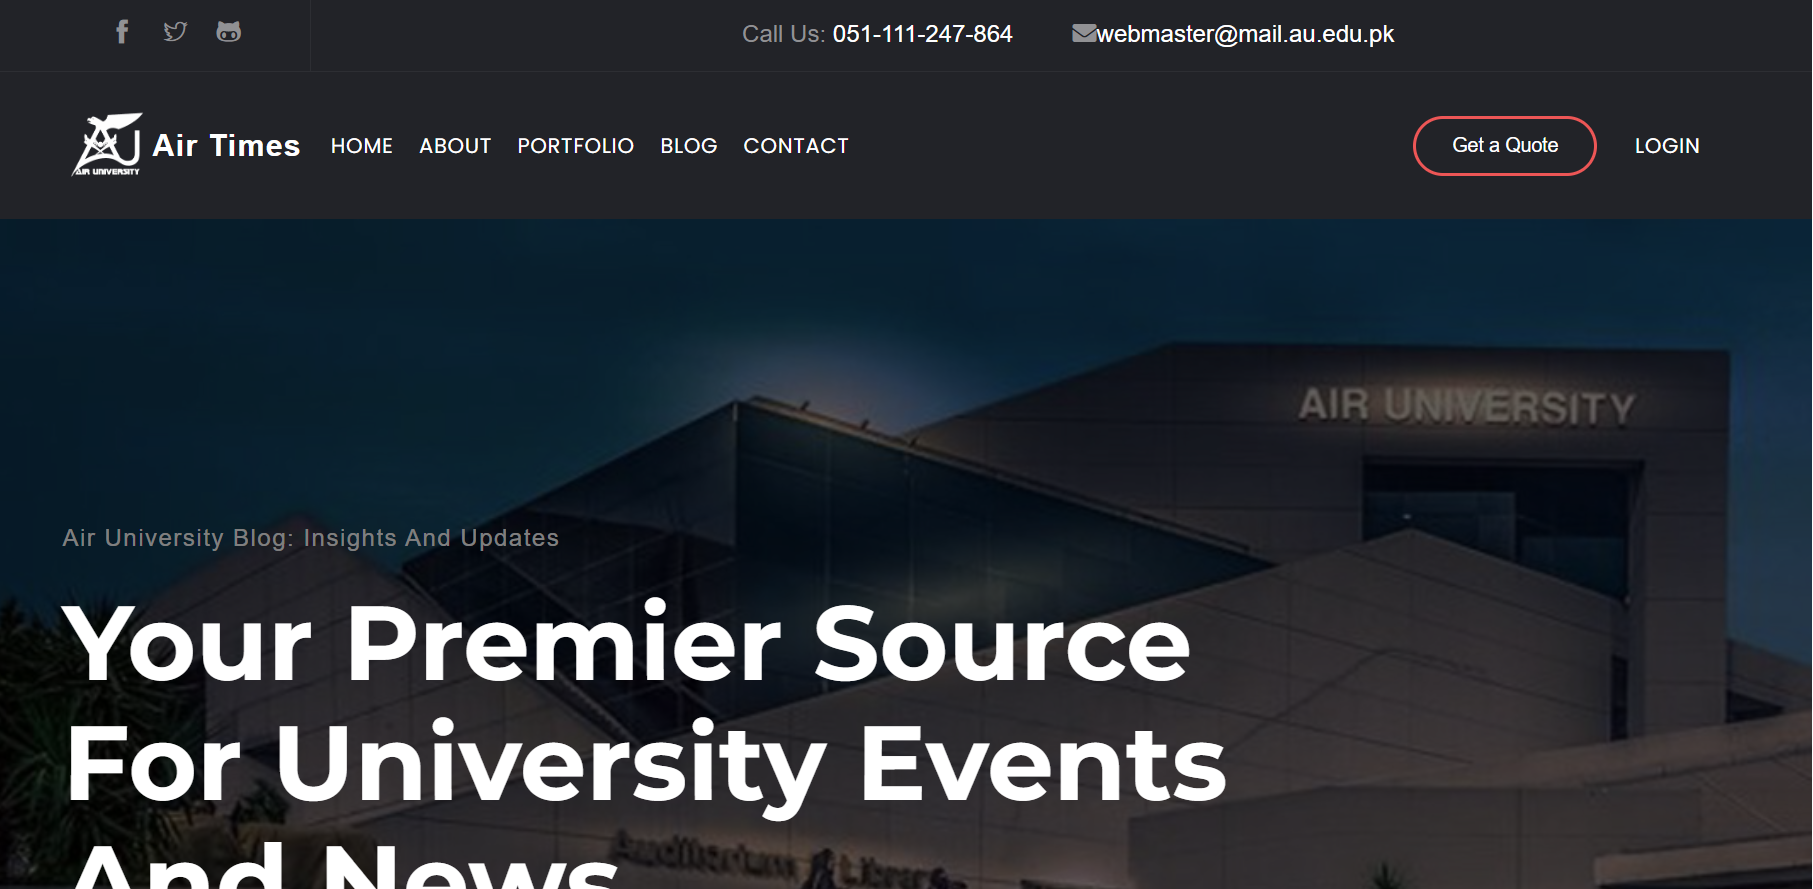 Call Us: 051-111-247-864
webmaster@mail.au.edu.pk
AIR UNIVERSITY
Air Times
HOME
ABOUT
PORTFOLIO
BLOG
CONTACT
Get a Quote
LOGIN
AIR UNIVERSITY
Air University Blog: Insights And Updates
Your Premier Source
For University Events
And News
Auditorium